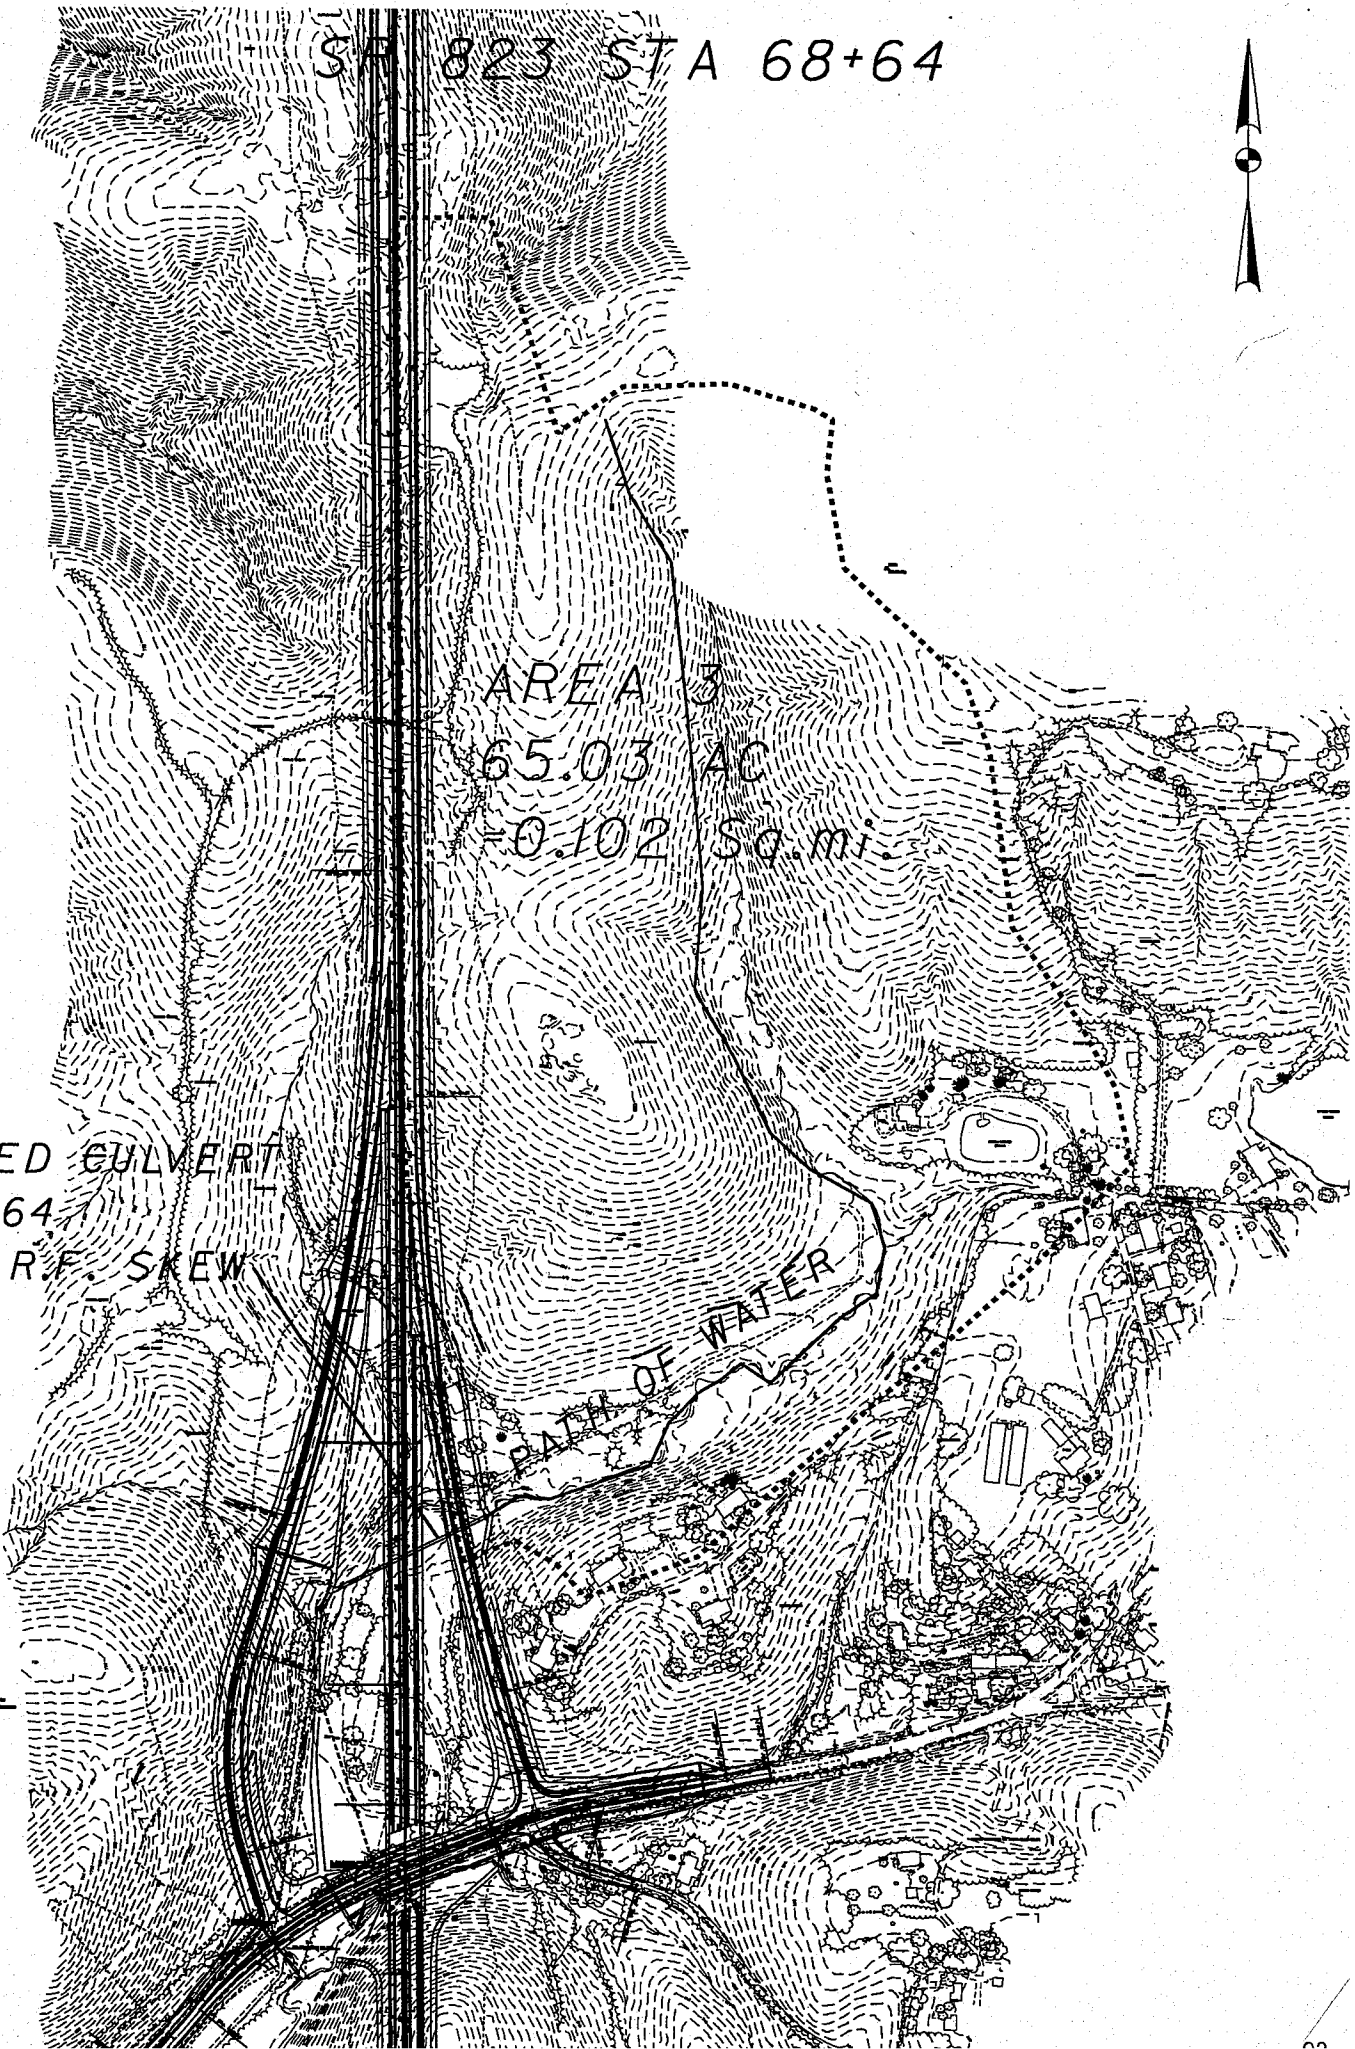 SR 823 STA 68+64
AREA 3
65.03 AC
=0.102 Sq.mi.
ED CULVERT
64
R.F. SKEW
PATH OF WATER